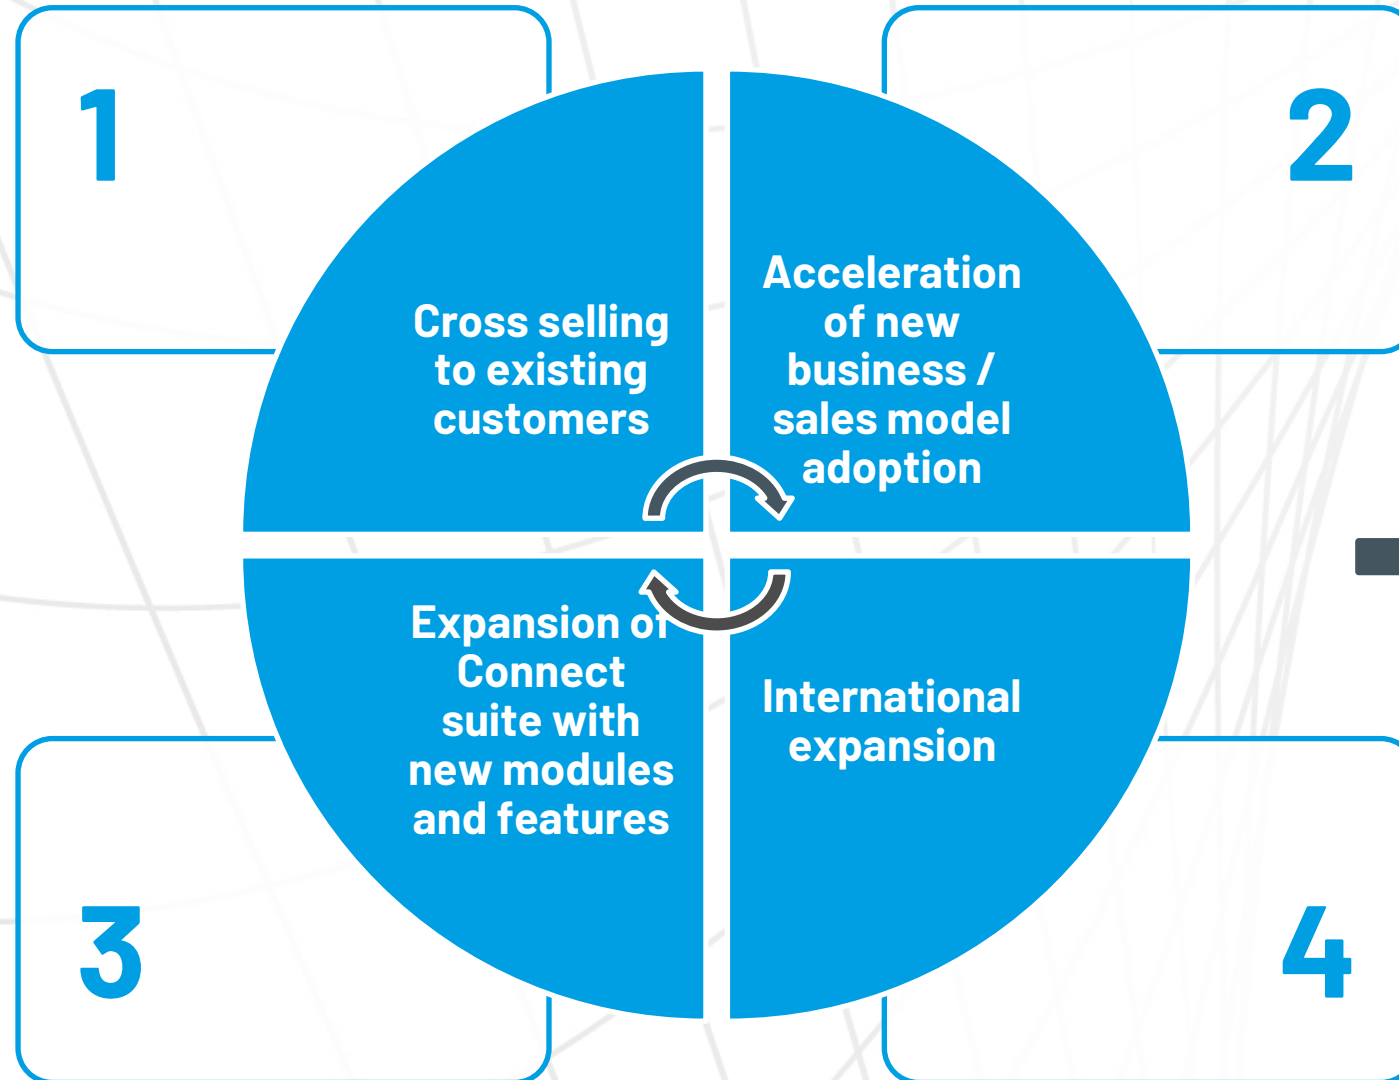 1
Cross selling
to existing
customers
2
Acceleration
of new
business /
sales model
adoption
3
Expansion of
Connect
suite with
new modules
and features
4
International
expansion